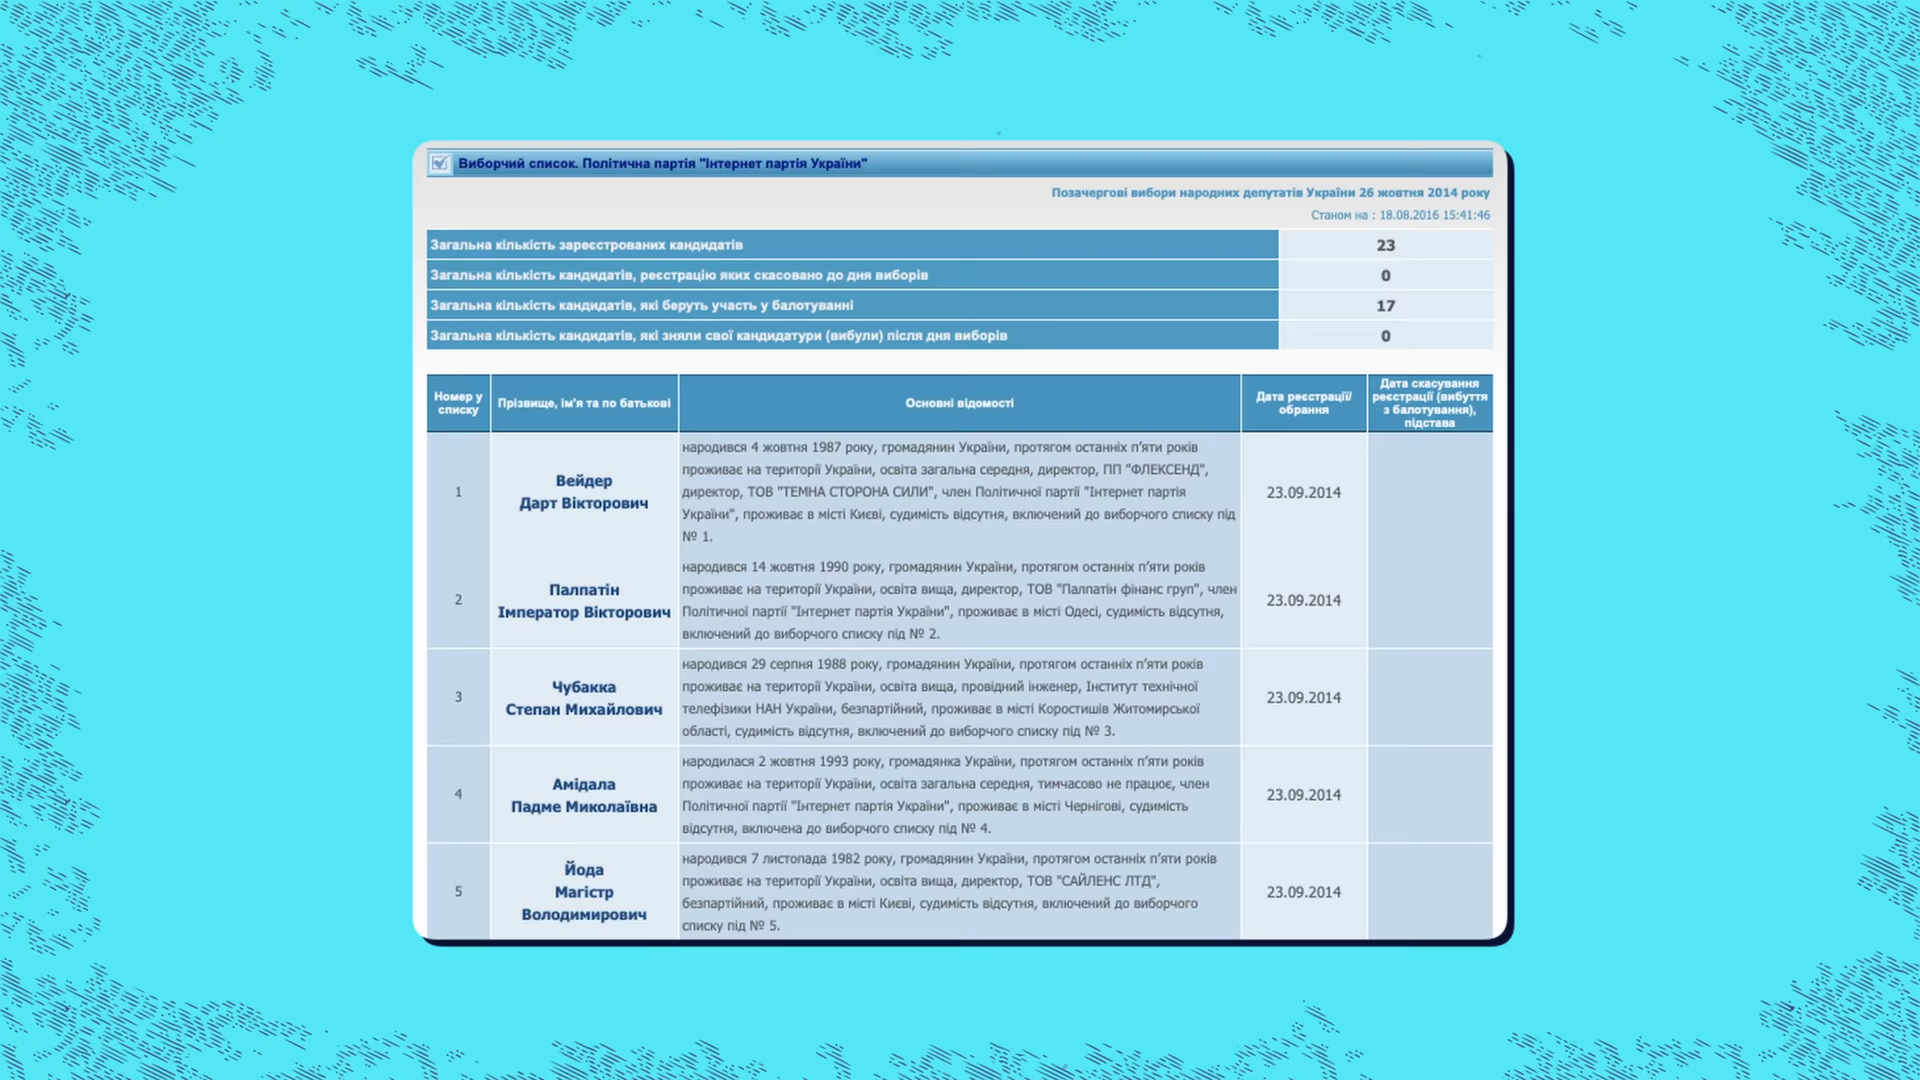 Виборчий список. Політична партія "Інтернет партія України"
Позачергові вибори народних депутатів України 26 жовтня 2014 року
Станом на : 18.08.2016 15:41:46
Загальна кількість зареєстрованих кандидатів 23
Загальна кількість кандидатів, реєстрацію яких скасовано до дня виборів 0
Загальна кількість кандидатів, які беруть участь у балотуванні 17
Загальна кількість кандидатів, які зняли свої кандидатури (вибули) після дня виборів 0
Номер у
списку
Прізвище, ім'я та по батькові
Основні відомості
Дата реєстрації/
обрання
Дата скасування
реєстрації (вибуття
з балотування),
підстава
1
Вейдер
Дарт Вікторович
народився 4 жовтня 1987 року, громадянин України, протягом останніх п’яти років
проживає на території України, освіта загальна середня, директор, ПП "ФЛЕКСЕНД",
директор, ТОВ "ТЕМНА СТОРОНА СИЛИ", член Політичної партії "Інтернет партія
України", проживає в місті Києві, судимість відсутня, включений до виборчого списку під
№ 1.
23.09.2014
2
Палпатін
Імператор Вікторович
народився 14 жовтня 1990 року, громадянин України, протягом останніх п’яти років
проживає на території України, освіта вища, директор, ТОВ "Палпатін фінанс груп", член
Політичної партії "Інтернет партія України", проживає в місті Одесі, судимість відсутня,
включений до виборчого списку під № 2.
23.09.2014
3
Чубакка
Степан Михайлович
народився 29 серпня 1988 року, громадянин України, протягом останніх п’яти років
проживає на території України, освіта вища, провідний інженер, Інститут технічної
телефізики НАН України, безпартійний, проживає в місті Коростишів Житомирської
області, судимість відсутня, включений до виборчого списку під № 3.
23.09.2014
4
Амідала
Падме Миколаївна
народилася 2 жовтня 1993 року, громадянка України, протягом останніх п’яти років
проживає на території України, освіта загальна середня, тимчасово не працює, член
Політичної партії "Інтернет партія України", проживає в місті Чернігові, судимість
відсутня, включена до виборчого списку під № 4.
23.09.2014
5
Йода
Магістр
Володимирович
народився 7 листопада 1982 року, громадянин України, протягом останніх п’яти років
проживає на території України, освіта вища, директор, ТОВ "САЙЛЕНС ЛТД",
безпартійний, проживає в місті Києві, судимість відсутня, включений до виборчого
списку під № 5.
23.09.2014